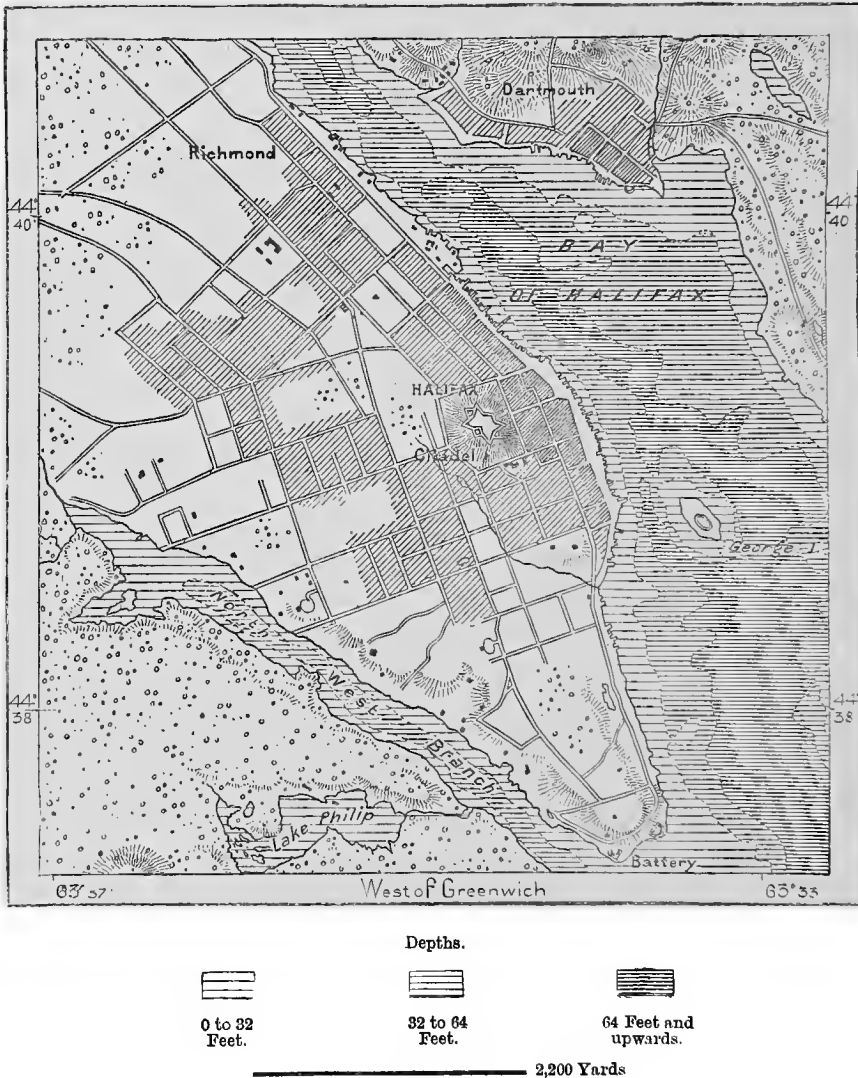 Dartmouth
Richmond
44°
40'
44°
40
BAY
OF HALIFAX
HALIFAX
Citadel
George I.
North
West
Branch
44°
38
44°
38
Lake Philip
Battery
63° 57'
West of Greenwich
63° 33
Depths.
0 to 32
Feet.
32 to 64
Feet.
64 Feet and
upwards.
2,200 Yards